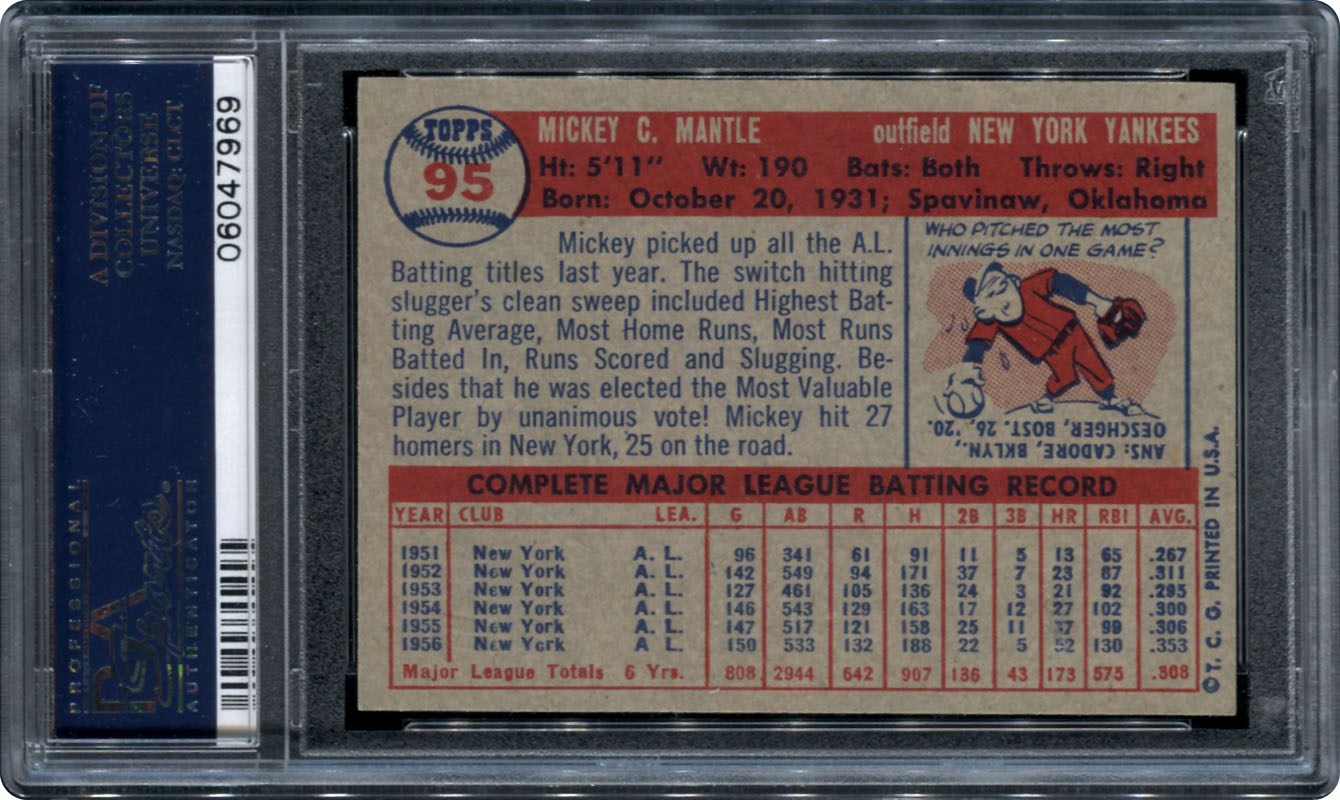 A DIVISION OF
COLLECTORS
UNIVERSE
NASDAQ: CLCT
06047969
PROFESSIONAL
PSA
Sports
AUTHENTICATOR
TOPPS
95
MICKEY C. MANTLE outfield NEW YORK YANKEES
Ht: 5'11" Wt: 190 Bats: Both Throws: Right
Born: October 20, 1931; Spavinaw, Oklahoma
Mickey picked up all the A.L.
Batting titles last year. The switch hitting
slugger's clean sweep included Highest Bat-
ting Average, Most Home Runs, Most Runs
Batted In, Runs Scored and Slugging. Be-
sides that he was elected the Most Valuable
Player by unanimous vote! Mickey hit 27
homers in New York, 25 on the road.
WHO PITCHED THE MOST
INNINGS IN ONE GAME?
ANS: CADORE, BKLYN.,
OESCHGER, BOST. 26, '20.
COMPLETE MAJOR LEAGUE BATTING RECORD
YEAR CLUB LEA. G AB R H 2B 3B HR RBI AVG.
1951 New York A. L. 96 341 61 91 11 5 13 65 .267
1952 New York A. L. 142 549 94 171 37 7 23 87 .311
1953 New York A. L. 127 461 105 136 24 3 21 92 .295
1954 New York A. L. 146 543 129 163 17 12 27 102 .300
1955 New York A. L. 147 517 121 158 25 11 37 99 .306
1956 New York A. L. 150 533 132 188 22 5 52 130 .353
Major League Totals 6 Yrs. 808 2944 642 907 136 43 173 575 .308
© T. C. G. PRINTED IN U.S.A.